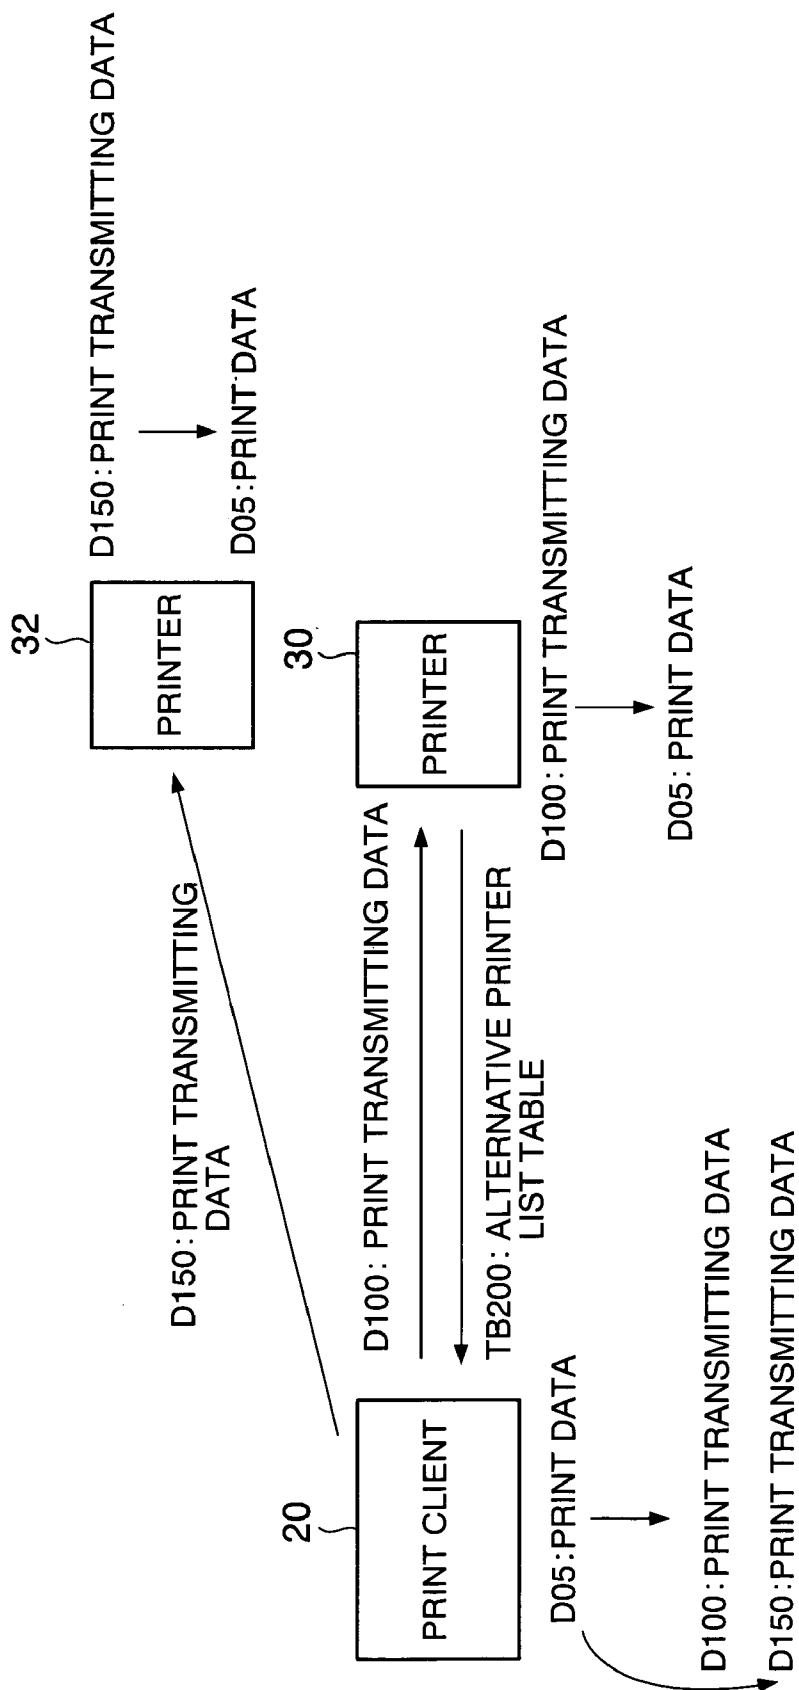 D150:PRINT TRANSMITTING DATA
D05:PRINT DATA
32
PRINTER
D150:PRINT TRANSMITTING
DATA
30
PRINTER
D100:PRINT TRANSMITTING DATA
TB200:ALTERNATIVE PRINTER
LIST TABLE
D100:PRINT TRANSMITTING DATA
D05:PRINT DATA
20
PRINT CLIENT
D05:PRINT DATA
D100:PRINT TRANSMITTING DATA
D150:PRINT TRANSMITTING DATA